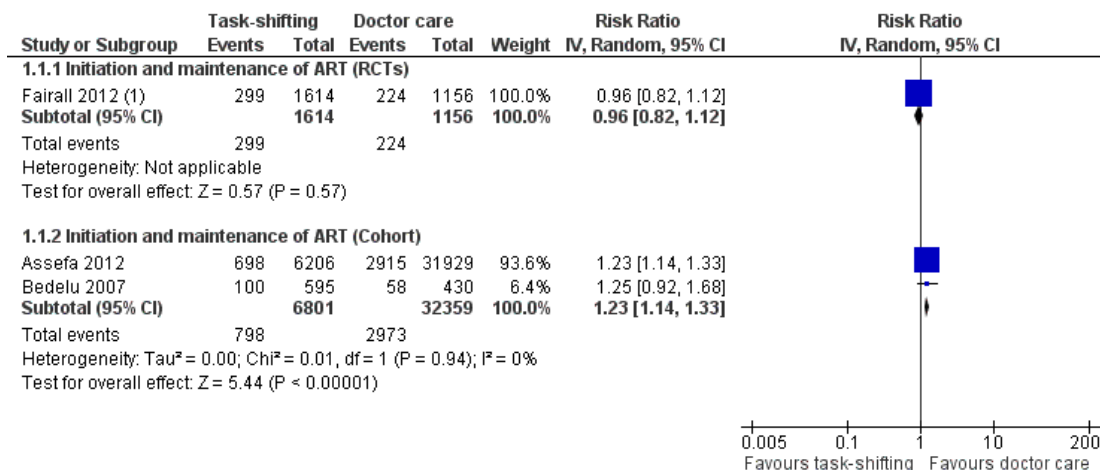 Task-shifting Doctor care Risk Ratio Risk Ratio
Study or Subgroup Events Total Events Total Weight IV, Random, 95% CI IV, Random, 95% CI
1.1.1 Initiation and maintenance of ART (RCTs)
Fairall 2012 (1) 299 1614 224 1156 100.0% 0.96 [0.82, 1.12]
Subtotal (95% CI) 1614 1156 100.0% 0.96 [0.82, 1.12]
Total events 299 224
Heterogeneity: Not applicable
Test for overall effect: Z = 0.57 (P = 0.57)
1.1.2 Initiation and maintenance of ART (Cohort)
Assefa 2012 698 6206 2915 31929 93.6% 1.23 [1.14, 1.33]
Bedelu 2007 100 595 58 430 6.4% 1.25 [0.92, 1.68]
Subtotal (95% CI) 6801 32359 100.0% 1.23 [1.14, 1.33]
Total events 798 2973
Heterogeneity: Tau² = 0.00; Chi² = 0.01, df = 1 (P = 0.94); I² = 0%
Test for overall effect: Z = 5.44 (P < 0.00001)
0.005 0.1 1 10 200
Favours task-shifting Favours doctor care